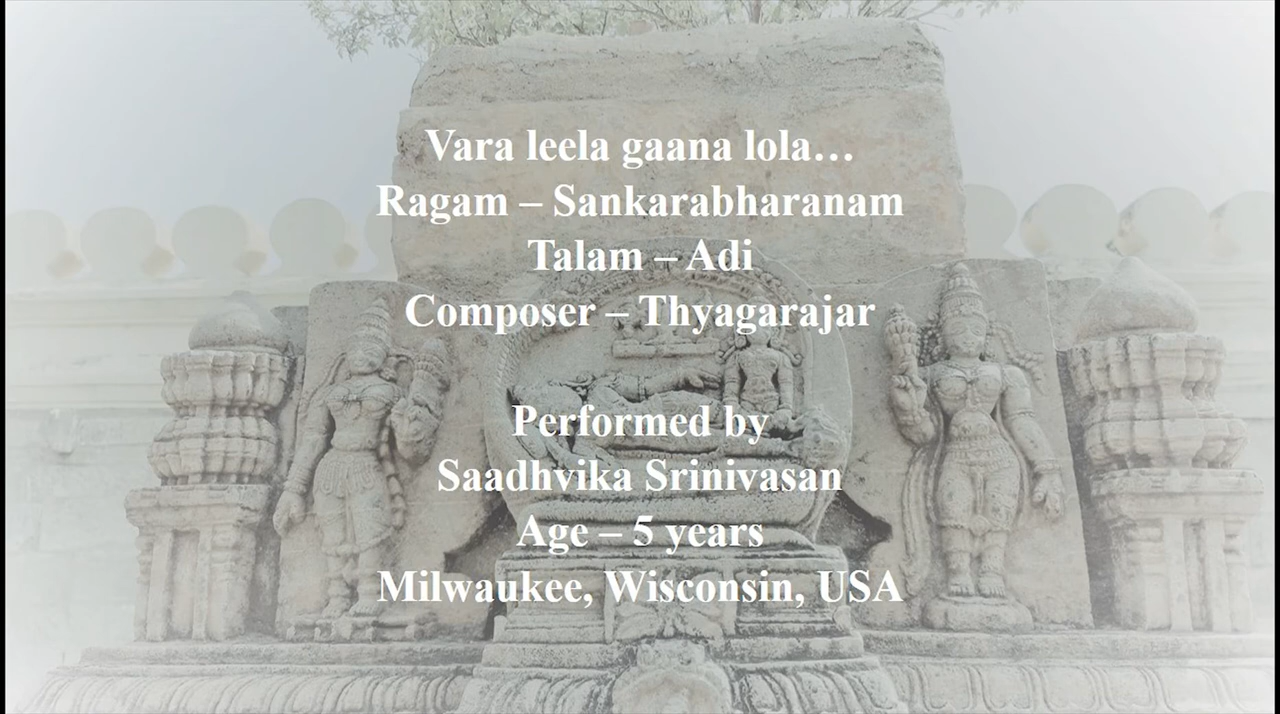 Vara leela gaana lola…
Ragam – Sankarabharanam
Talam – Adi
Composer – Thyagarajar
Performed by
Saadhvika Srinivasan
Age – 5 years
Milwaukee, Wisconsin, USA